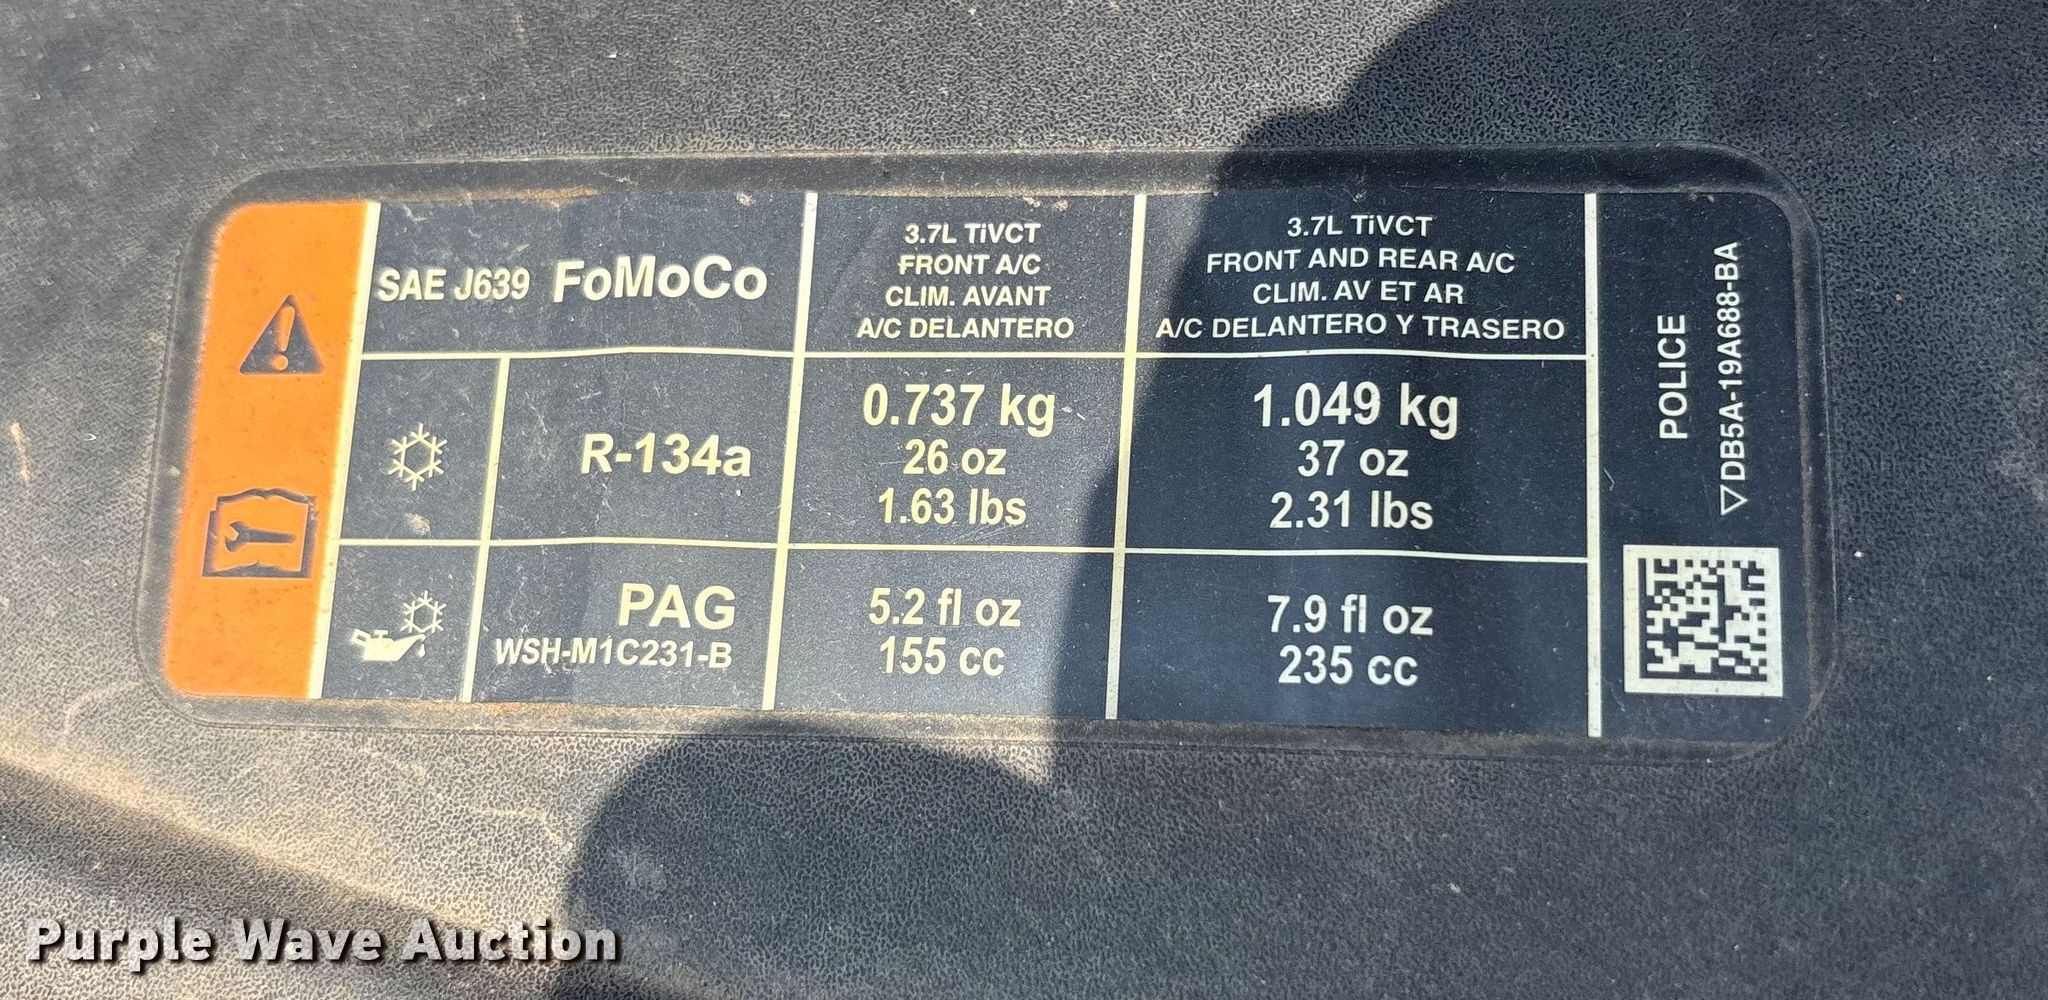 SAE J639 FoMoCo
3.7L TiVCT
FRONT A/C
CLIM. AVANT
A/C DELANTERO
3.7L TiVCT
FRONT AND REAR A/C
CLIM. AV ET AR
A/C DELANTERO Y TRASERO
R-134a
0.737 kg
26 oz
1.63 lbs
1.049 kg
37 oz
2.31 lbs
PAG
WSH-M1C231-B
5.2 fl oz
155 cc
7.9 fl oz
235 cc
POLICE
DB5A-19A688-BA
Purple Wave Auction